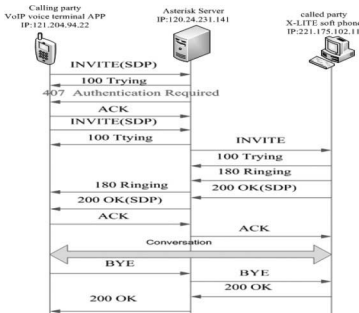 Calling party
VoIP voice terminal APP
IP:121.204.94.22
Asterisk Server
IP:120.24.231.141
called party
X-LITE soft phone
IP:221.175.102.11
INVITE(SDP)
100 Trying
407 Authentication Required
ACK
INVITE(SDP)
100 Ttying
INVITE
100 Trying
180 Ringing
180 Ringing
200 OK(SDP)
200 OK(SDP)
ACK
ACK
Conversation
BYE
BYE
200 OK
200 OK